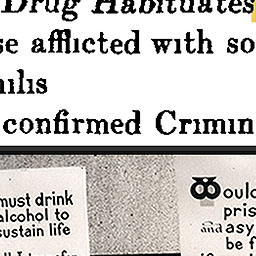 Drug Habituates
se afflicted with so
hilis
confirmed Crimin
must drink
alcohol to
sustain life
Would
pris
and asy
be f